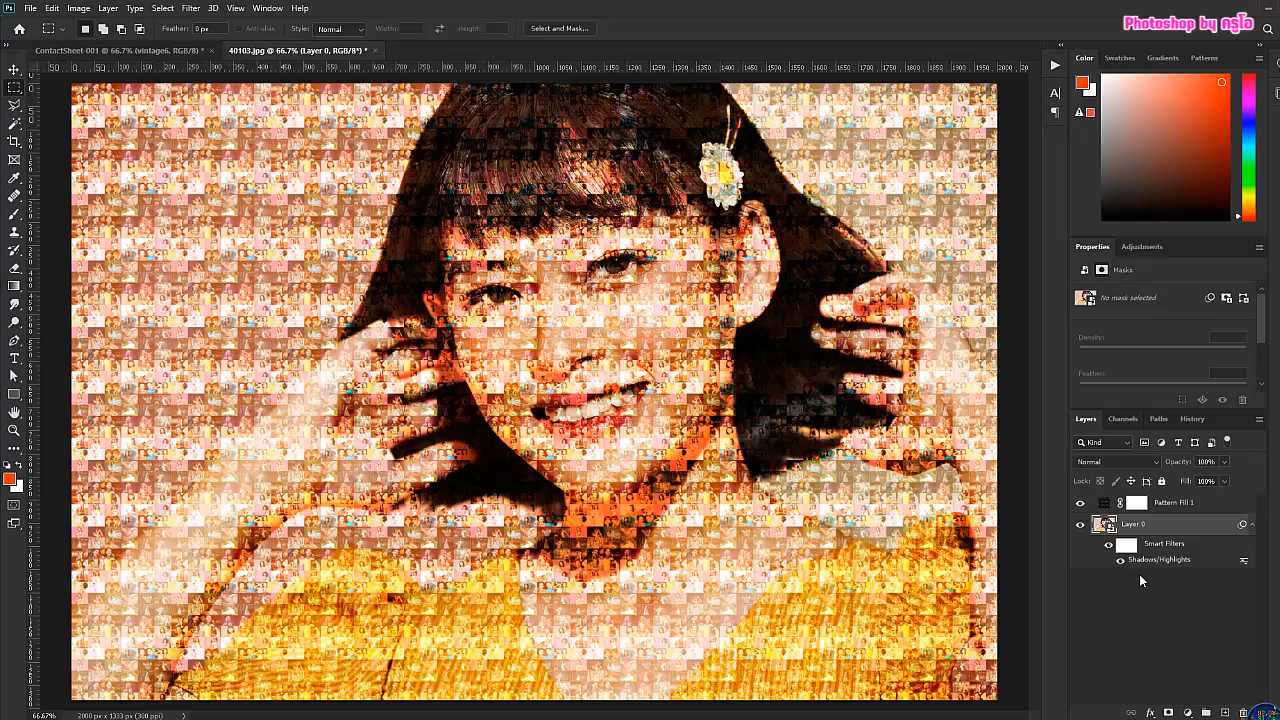 File Edit Image Layer Type Select Filter 3D View Window Help
Photoshop by ครูโอ
Feather: 0 px Anti-alias Style: Normal Width: Height: Select and Mask...
ContactSheet-001 @ 66.7% (vintage6, RGB/8) * × 40103.jpg @ 66.7% (Layer 0, RGB/8*) * ×
Color Swatches Gradients Patterns
Properties Adjustments
Masks
No mask selected
Density:
Feather:
Layers Channels Paths History
Kind
Normal Opacity: 100%
Lock: Fill: 100%
Pattern Fill 1
Layer 0
Smart Filters
Shadows/Highlights
66.67% 2000 px x 1333 px (300 ppi)